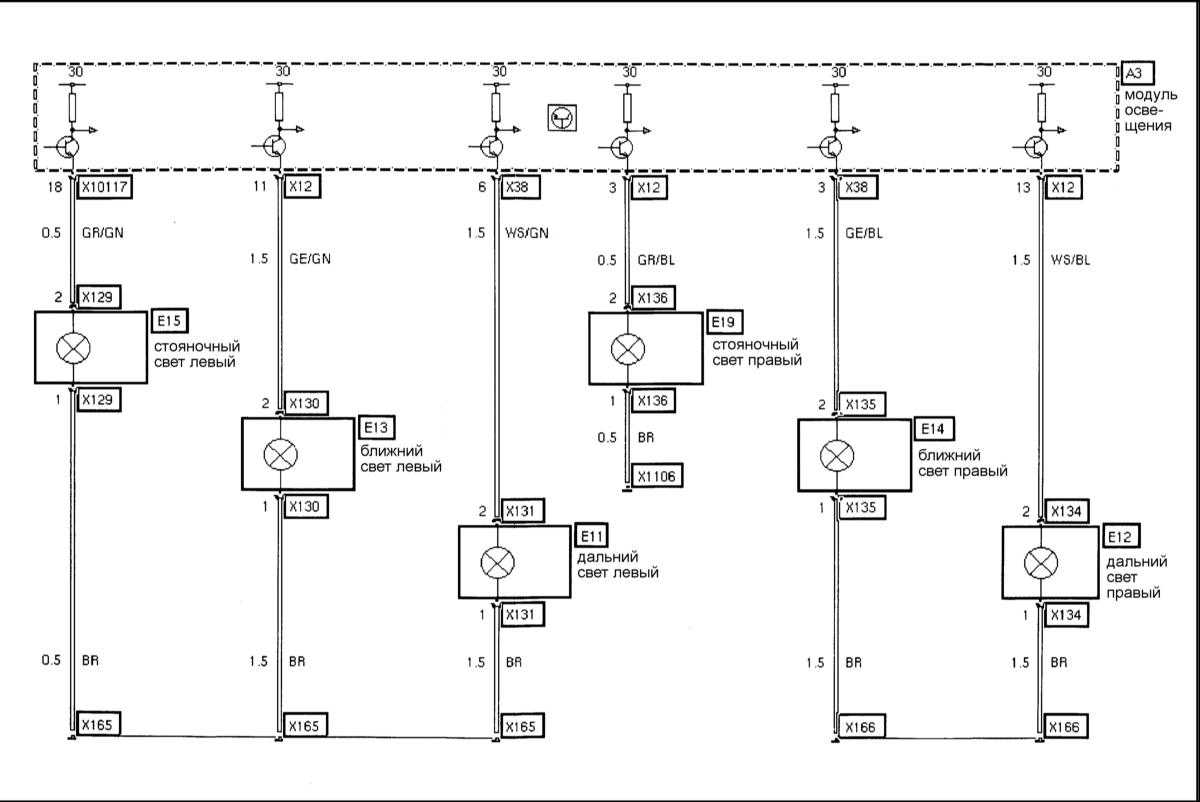 30 30 30 30 30 30
A3
модуль
осве-
щения
18 X10117 11 X12 6 X38 3 X12 3 X38 13 X12
0.5 GR/GN 1.5 WS/GN 1.5 GE/BL
1.5 GE/GN 0.5 GR/BL 1.5 WS/BL
2 X129 2 X136
E15 E19
стояночный
свет левый
стояночный
свет правый
1 X129 1 X136
2 X130 2 X135
0.5 BR
E13 E14
ближний
свет левый
ближний
свет правый
X1106
1 X130 1 X135
2 X131 2 X134
E11 E12
дальний
свет левый
дальний
свет
правый
1 X131 1 X134
0.5 BR 1.5 BR 1.5 BR 1.5 BR 1.5 BR
X165 X165 X165 X166 X166